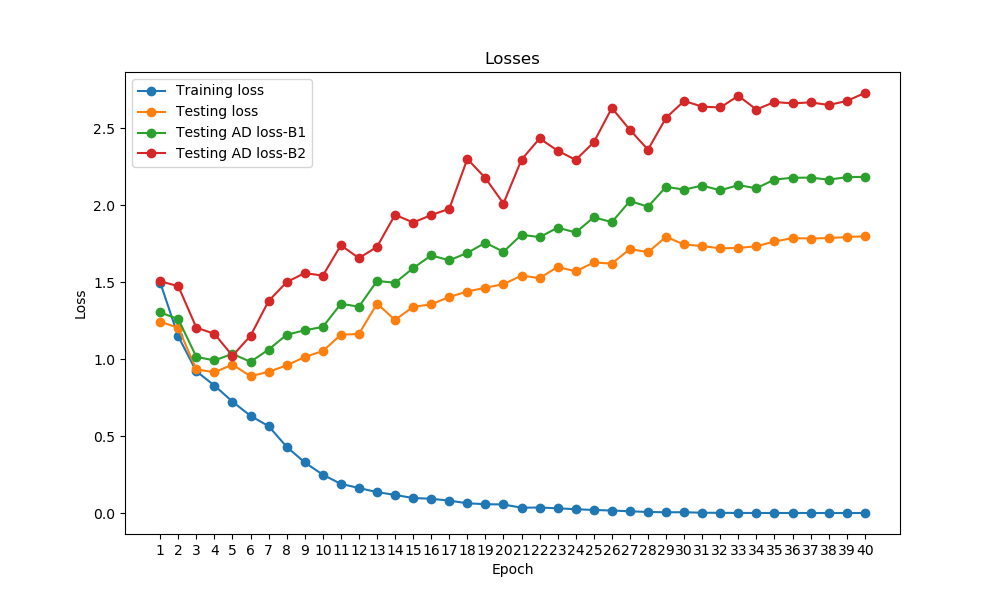 Losses
Training loss
Testing loss
Testing AD loss-B1
Testing AD loss-B2
2.5
2.0
1.5
1.0
0.5
0.0
Loss
1 2 3 4 5 6 7 8 9 10 11 12 13 14 15 16 17 18 19 20 21 22 23 24 25 26 27 28 29 30 31 32 33 34 35 36 37 38 39 40
Epoch